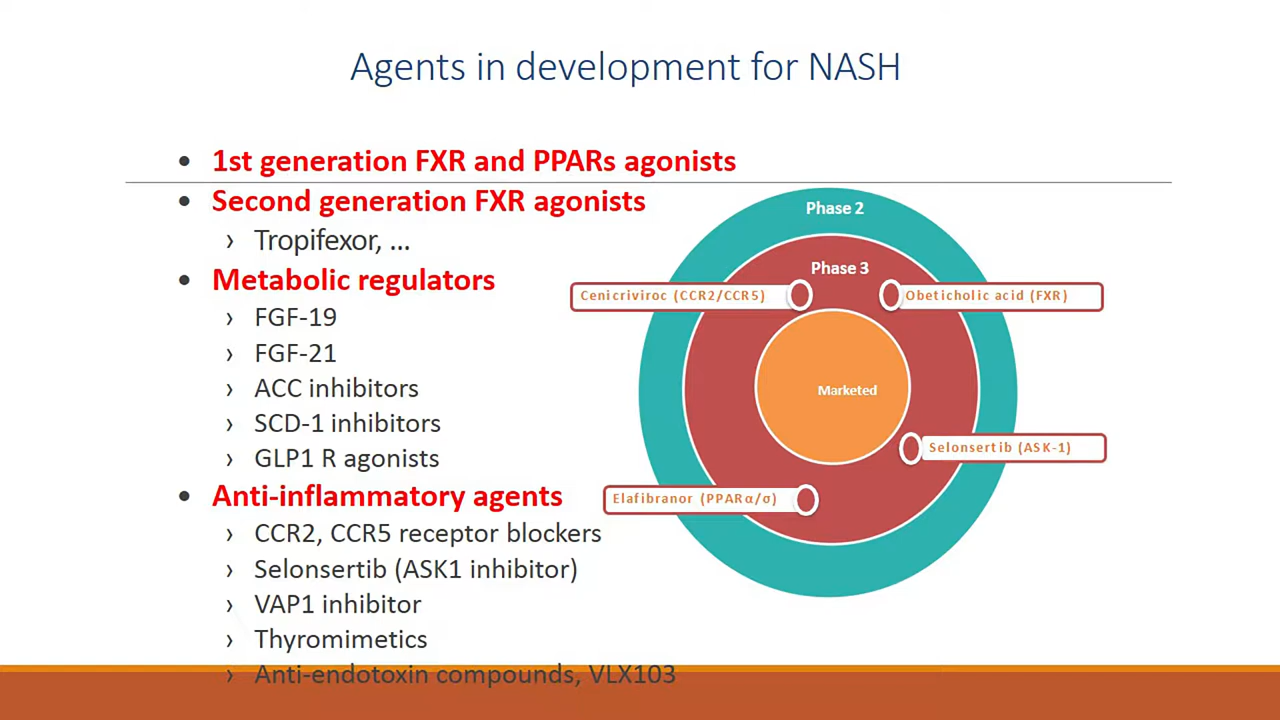 Agents in development for NASH
• 1st generation FXR and PPARs agonists
• Second generation FXR agonists
› Tropifexor, ...
• Metabolic regulators
› FGF-19
› FGF-21
› ACC inhibitors
› SCD-1 inhibitors
› GLP1 R agonists
• Anti-inflammatory agents
› CCR2, CCR5 receptor blockers
› Selonsertib (ASK1 inhibitor)
› VAP1 inhibitor
› Thyromimetics
› Anti-endotoxin compounds, VLX103
Phase 2
Phase 3
Cenicriviroc (CCR2/CCR5)
Obeticholic acid (FXR)
Marketed
Selonsertib (ASK-1)
Elafibranor (PPARα/σ)